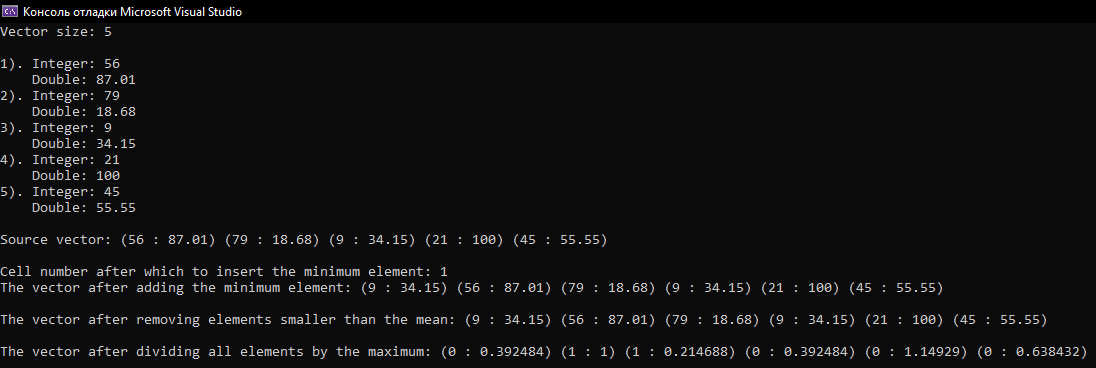 Консоль отладки Microsoft Visual Studio
Vector size: 5
1). Integer: 56
Double: 87.01
2). Integer: 79
Double: 18.68
3). Integer: 9
Double: 34.15
4). Integer: 21
Double: 100
5). Integer: 45
Double: 55.55
Source vector: (56 : 87.01) (79 : 18.68) (9 : 34.15) (21 : 100) (45 : 55.55)
Cell number after which to insert the minimum element: 1
The vector after adding the minimum element: (9 : 34.15) (56 : 87.01) (79 : 18.68) (9 : 34.15) (21 : 100) (45 : 55.55)
The vector after removing elements smaller than the mean: (9 : 34.15) (56 : 87.01) (79 : 18.68) (9 : 34.15) (21 : 100) (45 : 55.55)
The vector after dividing all elements by the maximum: (0 : 0.392484) (1 : 1) (1 : 0.214688) (0 : 0.392484) (0 : 1.14929) (0 : 0.638432)